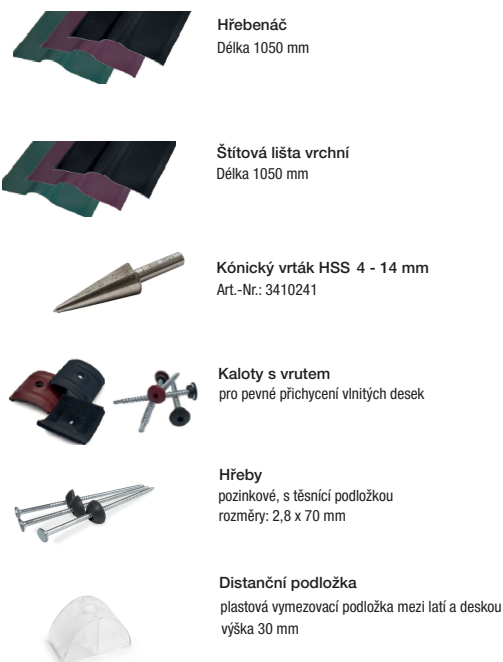 Hřebenáč
Délka 1050 mm
Štítová lišta vrchní
Délka 1050 mm
Kónický vrták HSS 4 - 14 mm
Art.-Nr.: 3410241
Kaloty s vrutem
pro pevné přichycení vlnitých desek
Hřeby
pozinkové, s těsnící podložkou
rozměry: 2,8 x 70 mm
Distanční podložka
plastová vymezovací podložka mezi latí a deskou
výška 30 mm